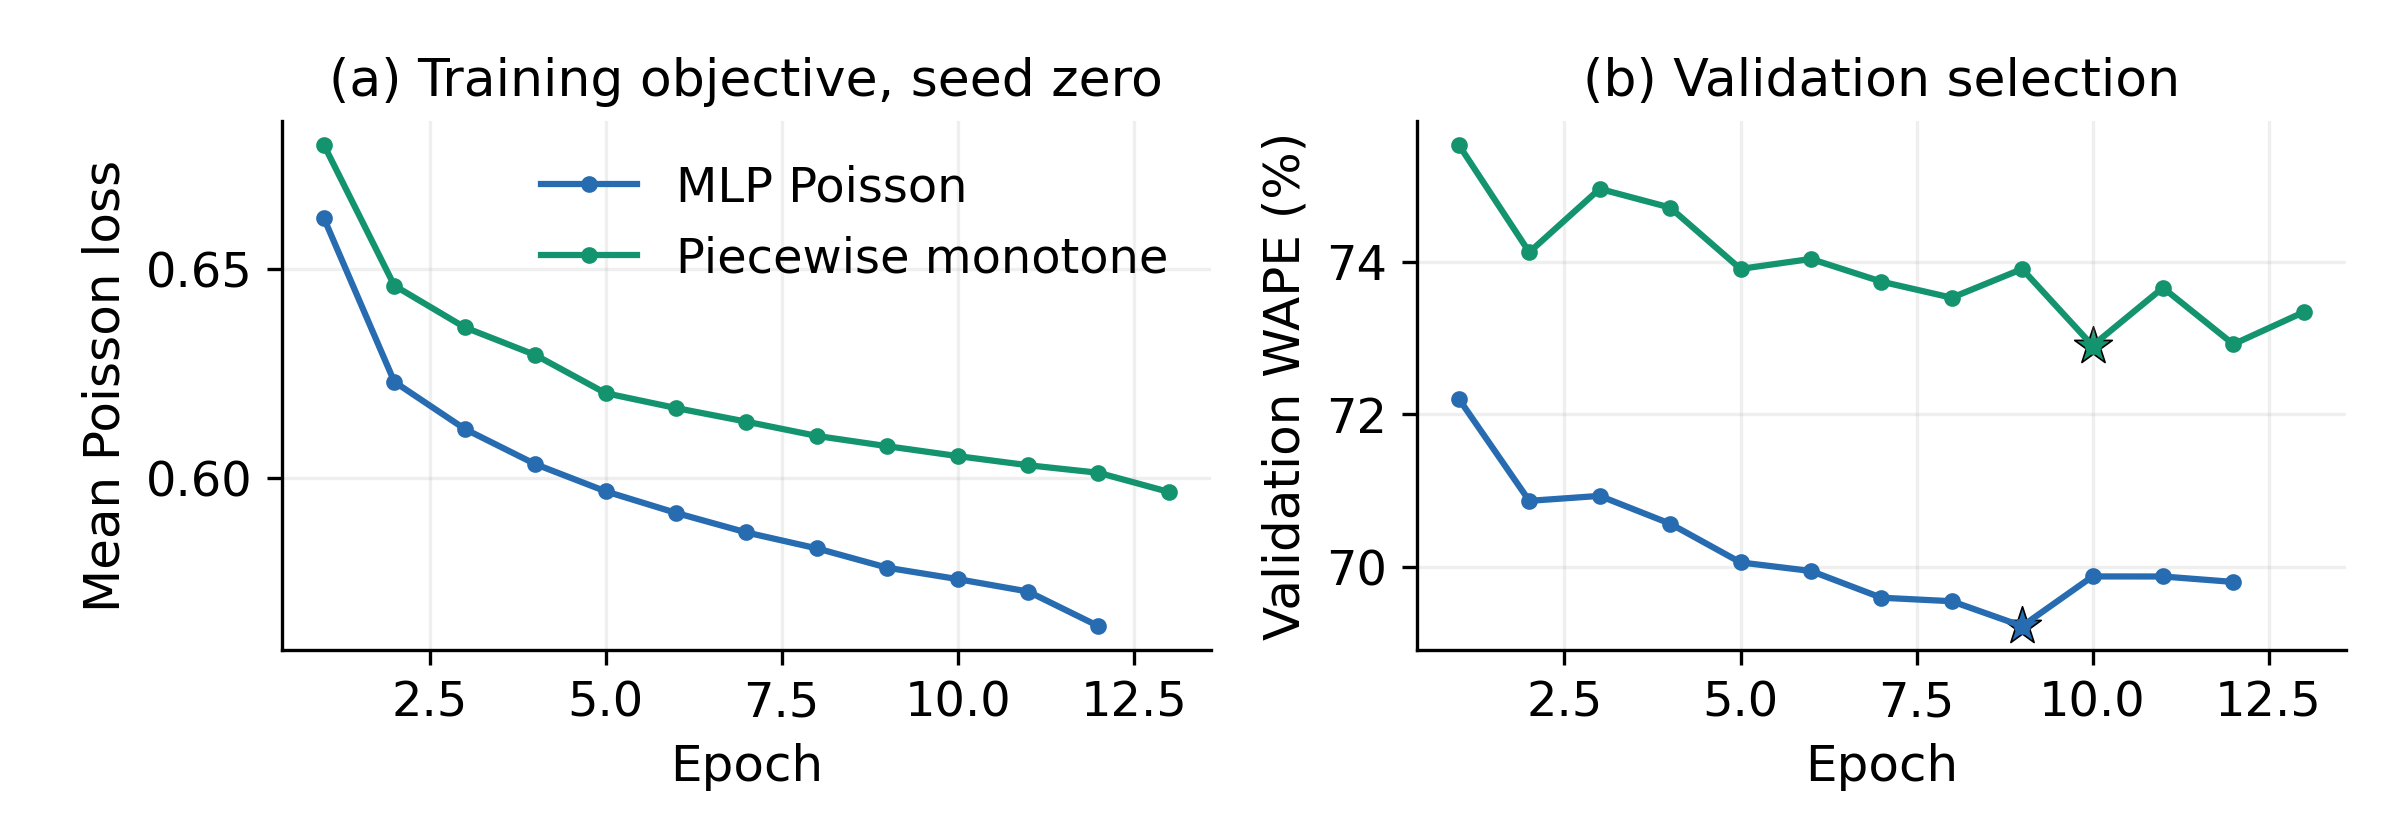 (a) Training objective, seed zero
Mean Poisson loss
0.65
0.60
MLP Poisson
Piecewise monotone
2.5 5.0 7.5 10.0 12.5
Epoch
(b) Validation selection
Validation WAPE (%)
74
72
70
2.5 5.0 7.5 10.0 12.5
Epoch